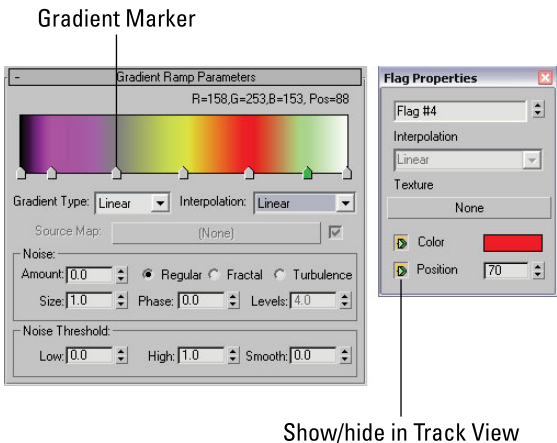 Gradient Marker
- Gradient Ramp Parameters
R=158,G=253,B=153, Pos=88
Gradient Type: Linear Interpolation: Linear
Source Map: (None)
Noise:
Amount: 0.0 Regular Fractal Turbulence
Size: 1.0 Phase: 0.0 Levels: 4.0
Noise Threshold:
Low: 0.0 High: 1.0 Smooth: 0.0
Flag Properties
Flag #4
Interpolation
Linear
Texture
None
Color
Position 70
Show/hide in Track View